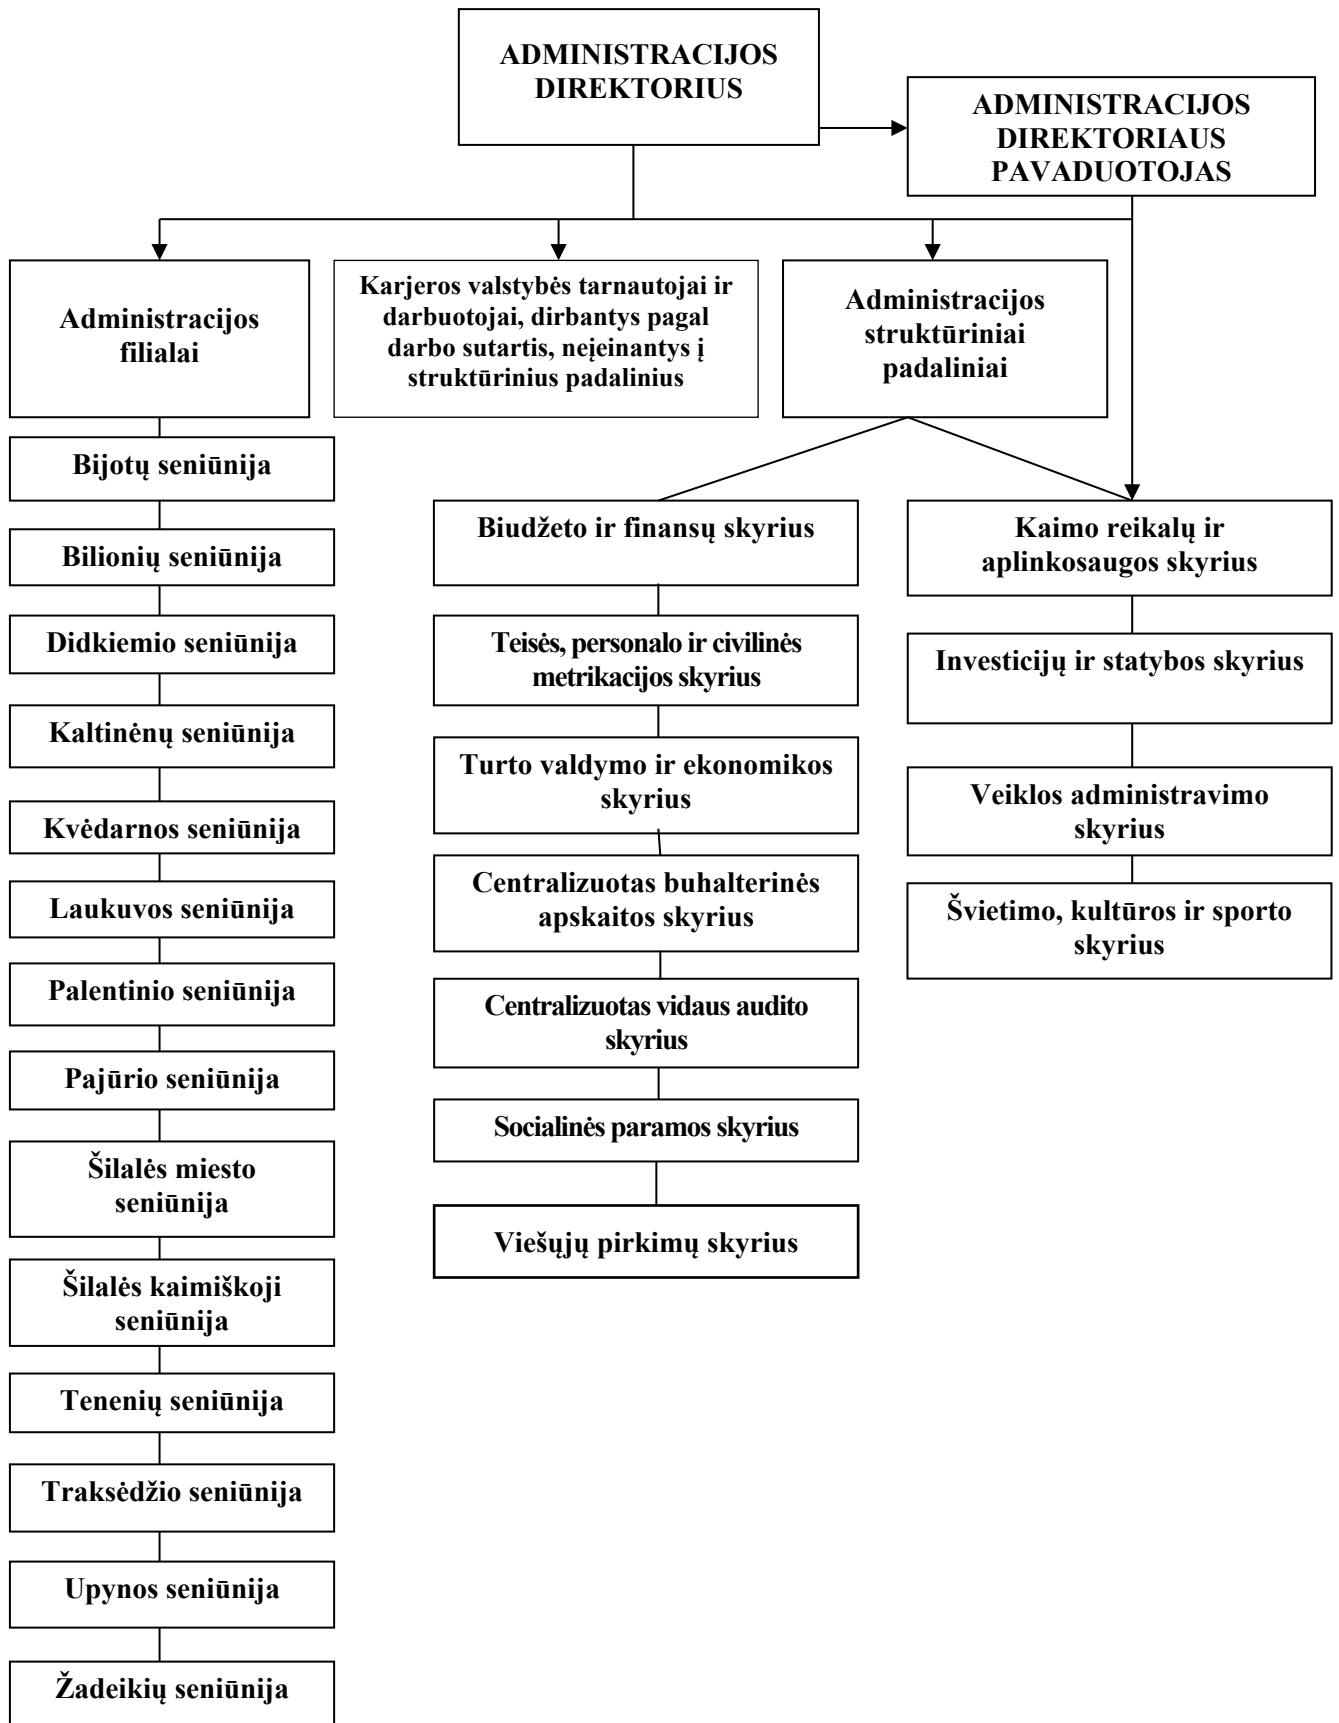 ADMINISTRACIJOS
DIREKTORIUS
ADMINISTRACIJOS
DIREKTORIAUS
PAVADUOTOJAS
Administracijos
filialai
Karjeros valstybės tarnautojai ir
darbuotojai, dirbantys pagal
darbo sutartis, neįeinantys į
struktūrinius padalinius
Administracijos
struktūriniai
padaliniai
Bijotų seniūnija
Bilionių seniūnija
Didkiemio seniūnija
Kaltinėnų seniūnija
Kvėdarnos seniūnija
Laukuvos seniūnija
Palentinio seniūnija
Pajūrio seniūnija
Šilalės miesto
seniūnija
Šilalės kaimiškoji
seniūnija
Tenenių seniūnija
Traksėdžio seniūnija
Upynos seniūnija
Žadeikių seniūnija
Biudžeto ir finansų skyrius
Teisės, personalo ir civilinės
metrikacijos skyrius
Turto valdymo ir ekonomikos
skyrius
Centralizuotas buhalterinės
apskaitos skyrius
Centralizuotas vidaus audito
skyrius
Socialinės paramos skyrius
Viešųjų pirkimų skyrius
Kaimo reikalų ir
aplinkosaugos skyrius
Investicijų ir statybos skyrius
Veiklos administravimo
skyrius
Švietimo, kultūros ir sporto
skyrius